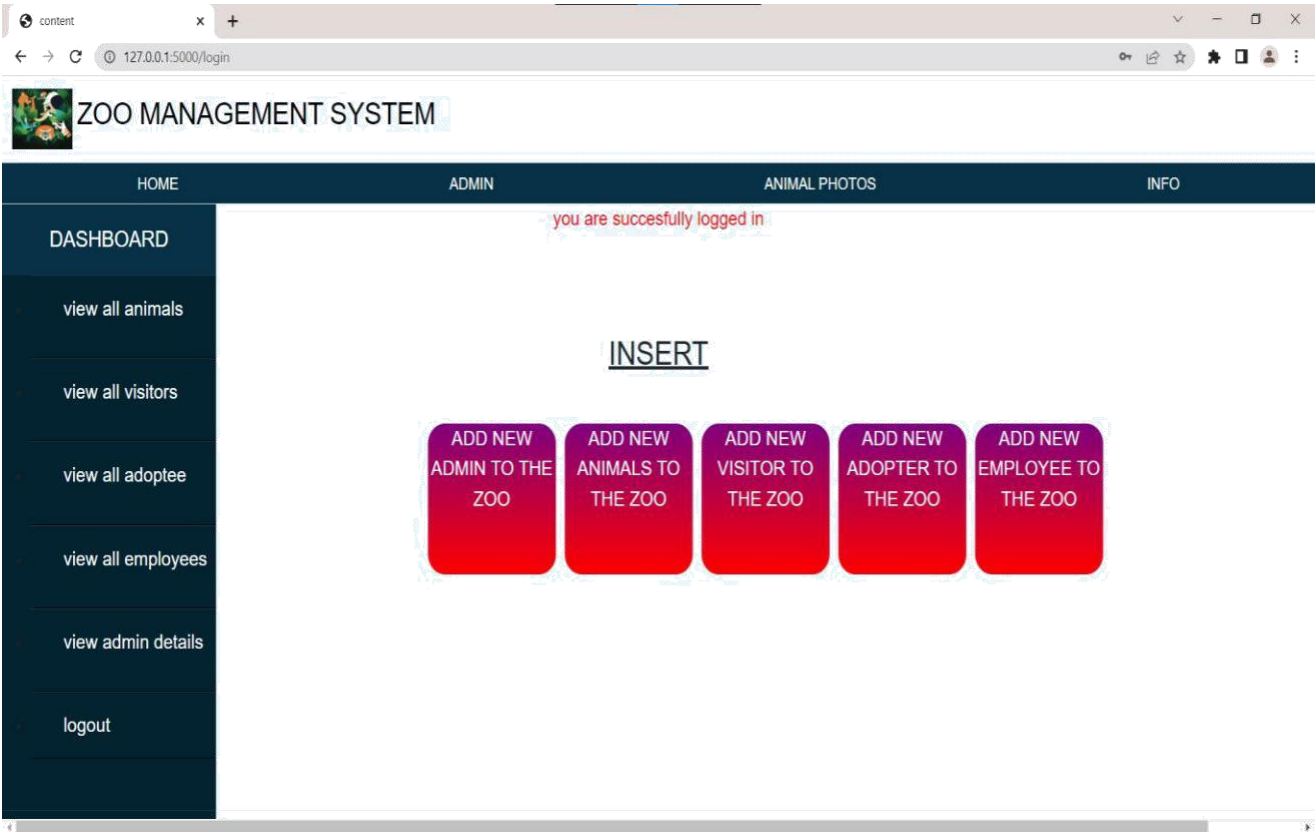 content
127.0.0.1:5000/login
ZOO MANAGEMENT SYSTEM
HOME
ADMIN
ANIMAL PHOTOS
INFO
DASHBOARD
view all animals
view all visitors
view all adoptee
view all employees
view admin details
logout
you are succesfully logged in
INSERT
ADD NEW
ADMIN TO THE
ZOO
ADD NEW
ANIMALS TO
THE ZOO
ADD NEW
VISITOR TO
THE ZOO
ADD NEW
ADOPTER TO
THE ZOO
ADD NEW
EMPLOYEE TO
THE ZOO